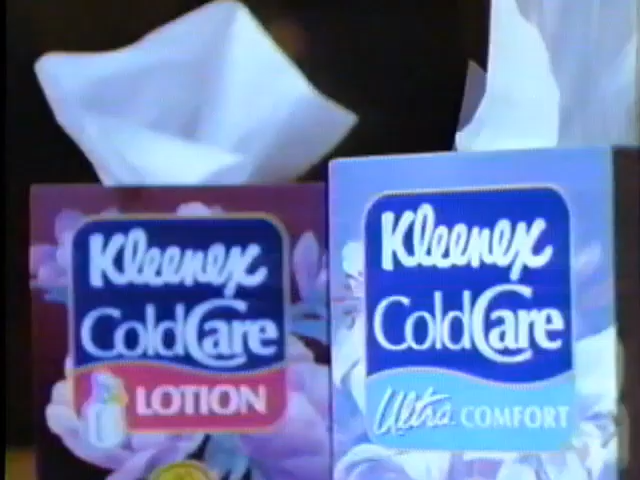 Kleenex
ColdCare
LOTION
Kleenex
ColdCare
Ultra COMFORT